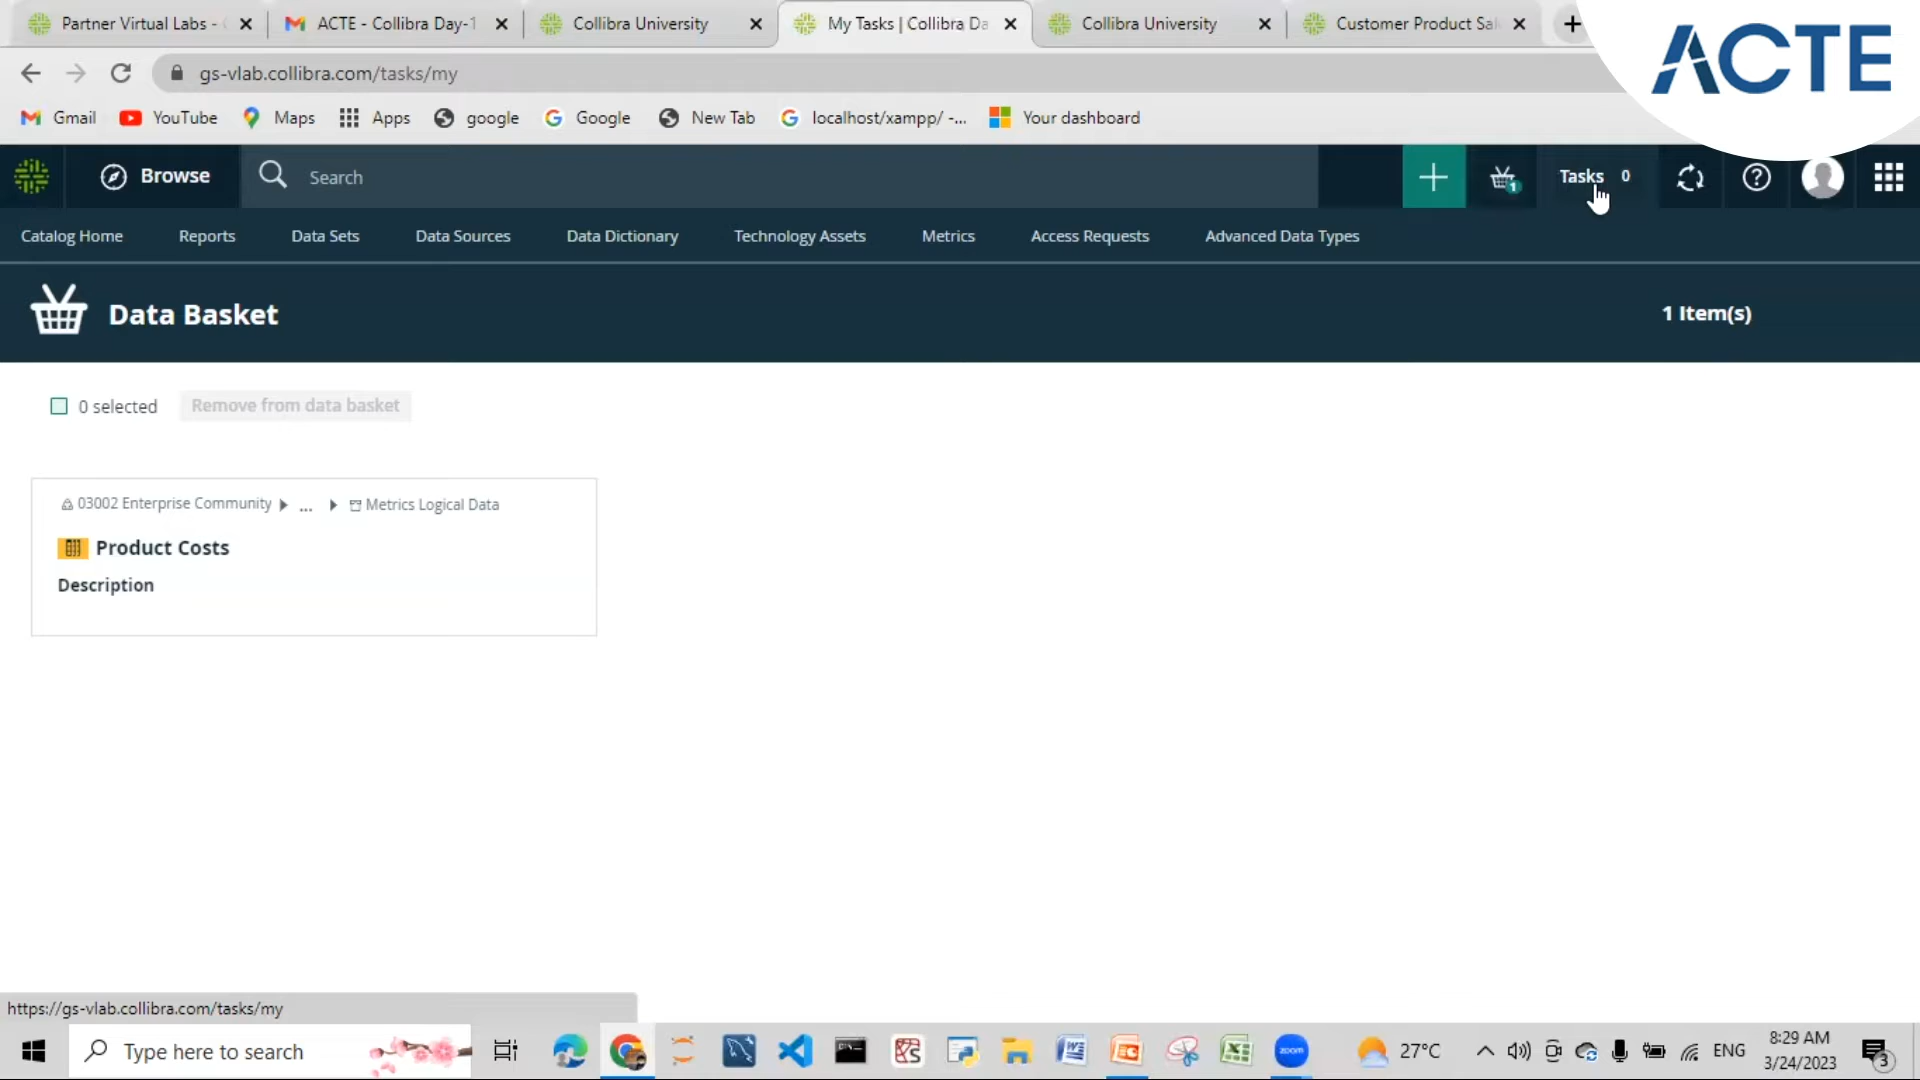 Partner Virtual Labs -
ACTE - Collibra Day-1
Collibra University
My Tasks | Collibra Da
Collibra University
Customer Product Sal
ACTE
gs-vlab.collibra.com/tasks/my
Gmail YouTube Maps Apps google Google New Tab localhost/xampp/ -... Your dashboard
Browse Search 1 Tasks 0
Catalog Home Reports Data Sets Data Sources Data Dictionary Technology Assets Metrics Access Requests Advanced Data Types
Data Basket 1 Item(s)
0 selected Remove from data basket
03002 Enterprise Community ... Metrics Logical Data
Product Costs
Description
https://gs-vlab.collibra.com/tasks/my
Type here to search zoom 27°C ENG 8:29 AM
3/24/2023 3